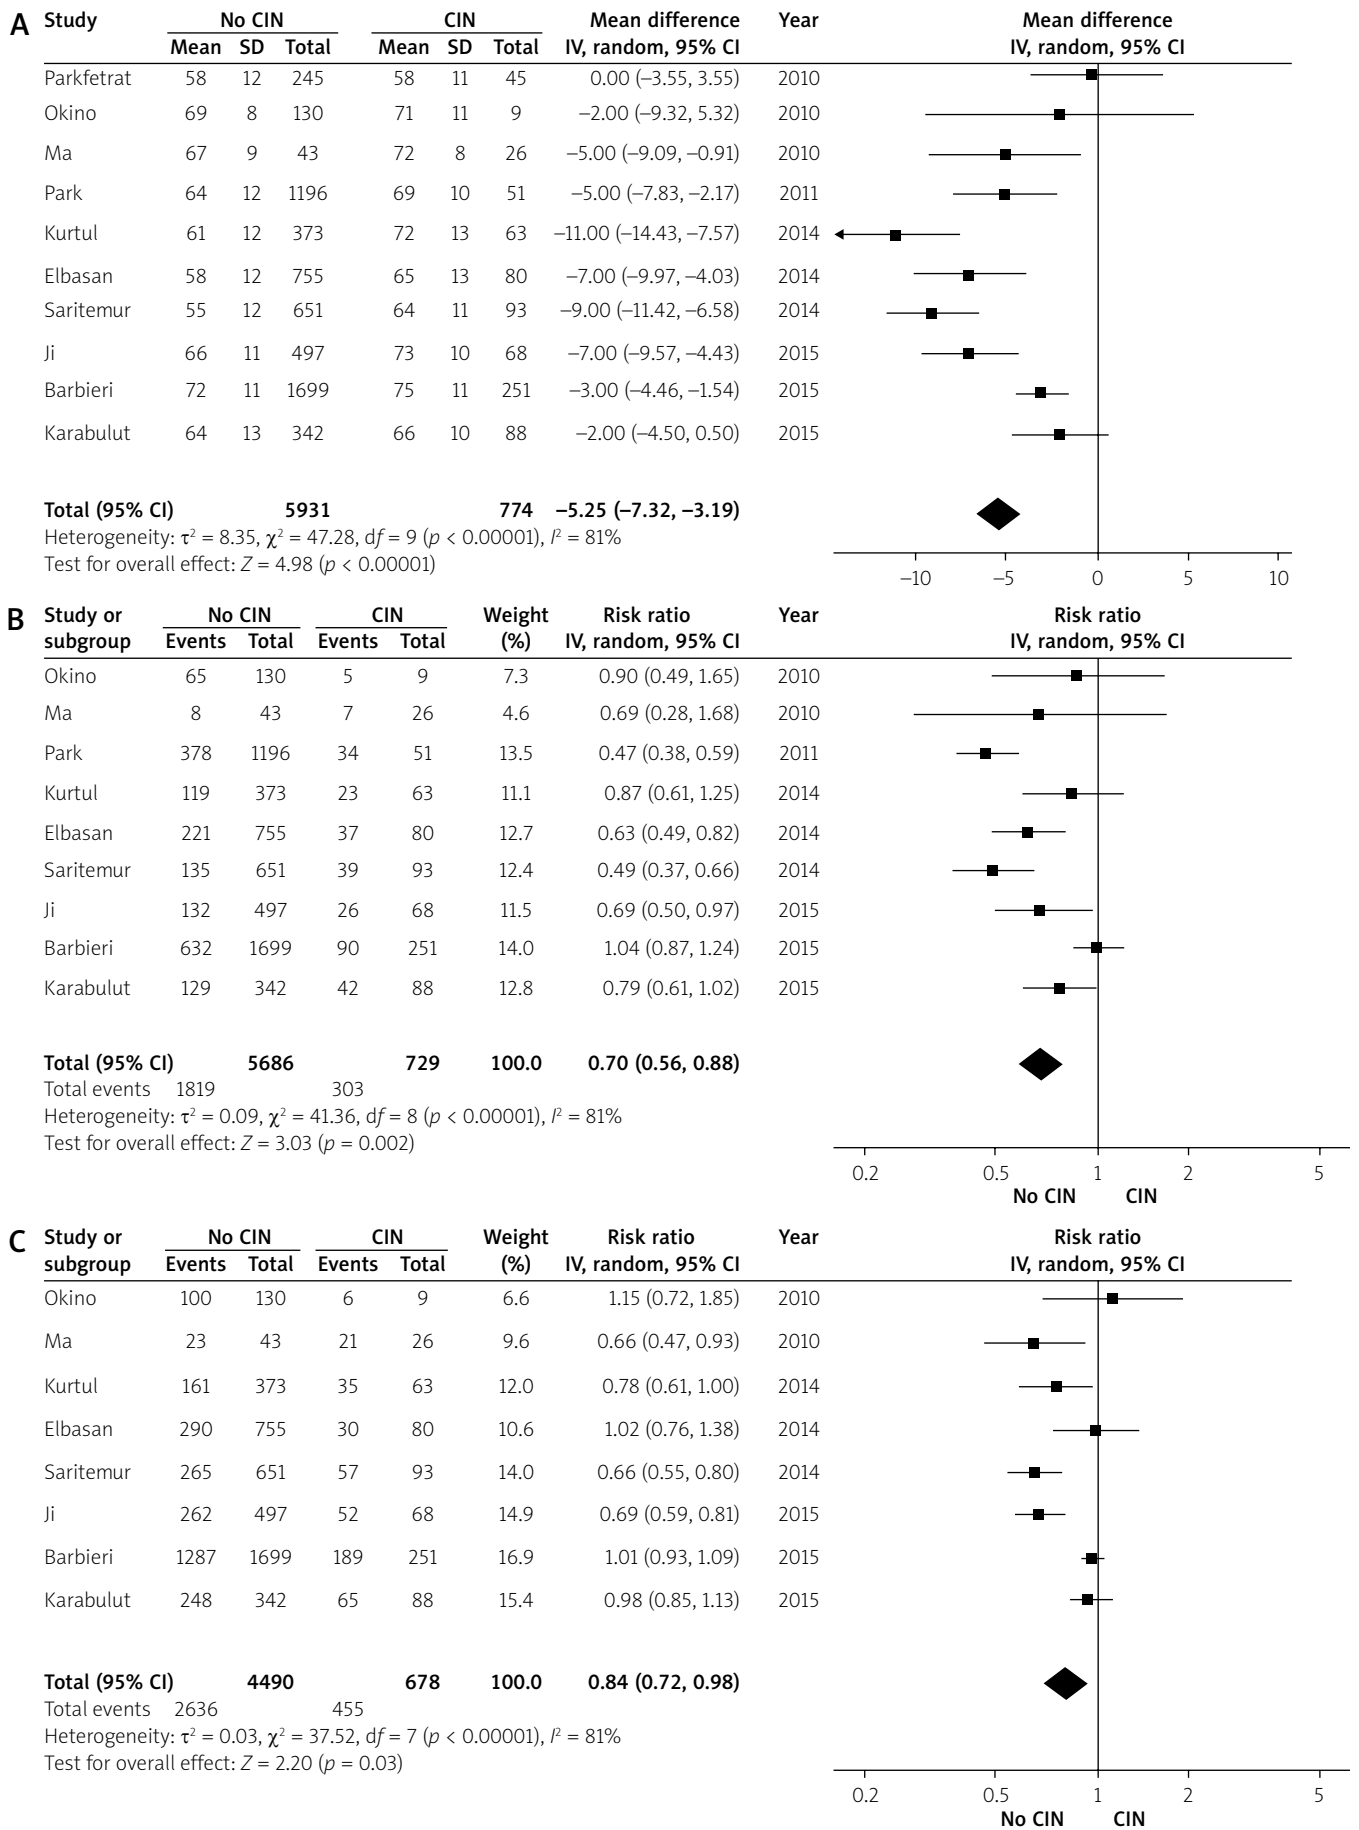 A Study No CIN CIN Mean difference Year Mean difference
Mean SD Total Mean SD Total IV, random, 95% CI IV, random, 95% CI
Parkfetrat 58 12 245 58 11 45 0.00 (–3.55, 3.55) 2010
Okino 69 8 130 71 11 9 –2.00 (–9.32, 5.32) 2010
Ma 67 9 43 72 8 26 –5.00 (–9.09, –0.91) 2010
Park 64 12 1196 69 10 51 –5.00 (–7.83, –2.17) 2011
Kurtul 61 12 373 72 13 63 –11.00 (–14.43, –7.57) 2014
Elbasan 58 12 755 65 13 80 –7.00 (–9.97, –4.03) 2014
Saritemur 55 12 651 64 11 93 –9.00 (–11.42, –6.58) 2014
Ji 66 11 497 73 10 68 –7.00 (–9.57, –4.43) 2015
Barbieri 72 11 1699 75 11 251 –3.00 (–4.46, –1.54) 2015
Karabulut 64 13 342 66 10 88 –2.00 (–4.50, 0.50) 2015
Total (95% CI) 5931 774 –5.25 (–7.32, –3.19)
Heterogeneity: τ² = 8.35, χ² = 47.28, df = 9 (p < 0.00001), I² = 81%
Test for overall effect: Z = 4.98 (p < 0.00001)
–10 –5 0 5 10
B Study or No CIN CIN Weight Risk ratio Year Risk ratio
subgroup Events Total Events Total (%) IV, random, 95% CI IV, random, 95% CI
Okino 65 130 5 9 7.3 0.90 (0.49, 1.65) 2010
Ma 8 43 7 26 4.6 0.69 (0.28, 1.68) 2010
Park 378 1196 34 51 13.5 0.47 (0.38, 0.59) 2011
Kurtul 119 373 23 63 11.1 0.87 (0.61, 1.25) 2014
Elbasan 221 755 37 80 12.7 0.63 (0.49, 0.82) 2014
Saritemur 135 651 39 93 12.4 0.49 (0.37, 0.66) 2014
Ji 132 497 26 68 11.5 0.69 (0.50, 0.97) 2015
Barbieri 632 1699 90 251 14.0 1.04 (0.87, 1.24) 2015
Karabulut 129 342 42 88 12.8 0.79 (0.61, 1.02) 2015
Total (95% CI) 5686 729 100.0 0.70 (0.56, 0.88)
Total events 1819 303
Heterogeneity: τ² = 0.09, χ² = 41.36, df = 8 (p < 0.00001), I² = 81%
Test for overall effect: Z = 3.03 (p = 0.002)
0.2 0.5 1 2 5
No CIN CIN
C Study or No CIN CIN Weight Risk ratio Year Risk ratio
subgroup Events Total Events Total (%) IV, random, 95% CI IV, random, 95% CI
Okino 100 130 6 9 6.6 1.15 (0.72, 1.85) 2010
Ma 23 43 21 26 9.6 0.66 (0.47, 0.93) 2010
Kurtul 161 373 35 63 12.0 0.78 (0.61, 1.00) 2014
Elbasan 290 755 30 80 10.6 1.02 (0.76, 1.38) 2014
Saritemur 265 651 57 93 14.0 0.66 (0.55, 0.80) 2014
Ji 262 497 52 68 14.9 0.69 (0.59, 0.81) 2015
Barbieri 1287 1699 189 251 16.9 1.01 (0.93, 1.09) 2015
Karabulut 248 342 65 88 15.4 0.98 (0.85, 1.13) 2015
Total (95% CI) 4490 678 100.0 0.84 (0.72, 0.98)
Total events 2636 455
Heterogeneity: τ² = 0.03, χ² = 37.52, df = 7 (p < 0.00001), I² = 81%
Test for overall effect: Z = 2.20 (p = 0.03)
0.2 0.5 1 2 5
No CIN CIN